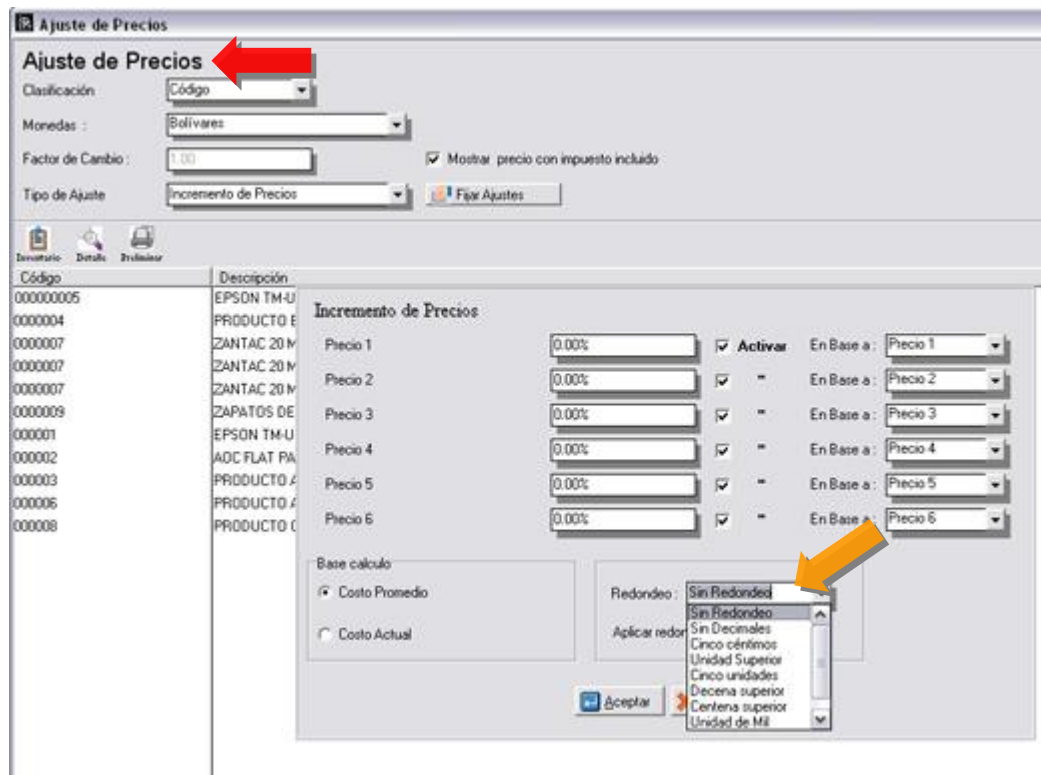 Ajuste de Precios
Ajuste de Precios
Clasificación Código
Monedas : Bolívares
Factor de Cambio : 1.00 Mostrar precio con impuesto incluido
Tipo de Ajuste Incremento de Precios Fijar Ajustes
Inventario Detalle Preliminar
Código Descripción
000000005 EPSON TM-U
0000004 PRODUCTO E
0000007 ZANTAC 20 M
0000007 ZANTAC 20 M
0000007 ZANTAC 20 M
0000009 ZAPATOS DE
000001 EPSON TM-U
000002 AOC FLAT PA
000003 PRODUCTO A
000006 PRODUCTO A
000008 PRODUCTO C
Incremento de Precios
Precio 1 0.00% Activar En Base a : Precio 1
Precio 2 0.00% " En Base a : Precio 2
Precio 3 0.00% " En Base a : Precio 3
Precio 4 0.00% " En Base a : Precio 4
Precio 5 0.00% " En Base a : Precio 5
Precio 6 0.00% " En Base a : Precio 6
Base calculo
Costo Promedio
Costo Actual
Redondeo : Sin Redondeo
Aplicar redon
Sin Redondeo
Sin Decimales
Cinco céntimos
Unidad Superior
Cinco unidades
Decena superior
Centena superior
Unidad de Mil
Aceptar